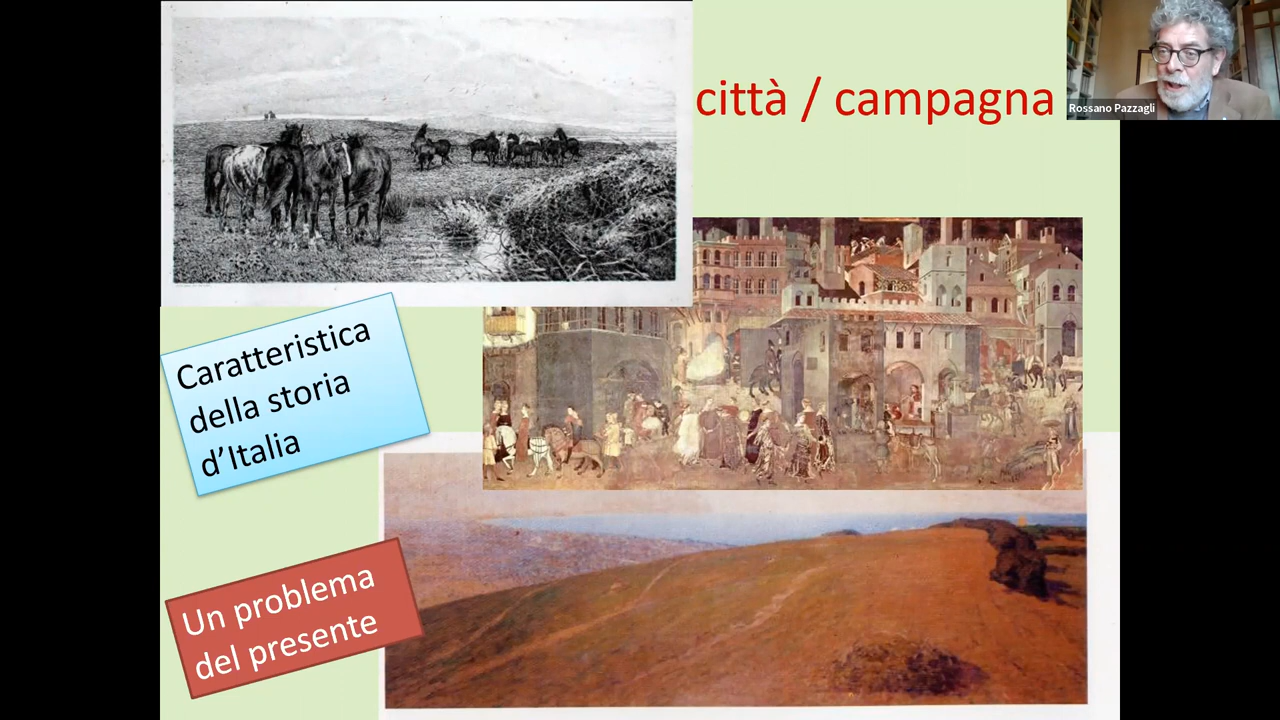 città / campagna
Rossano Pazzagli
Caratteristica
della storia
d’Italia
Un problema
del presente